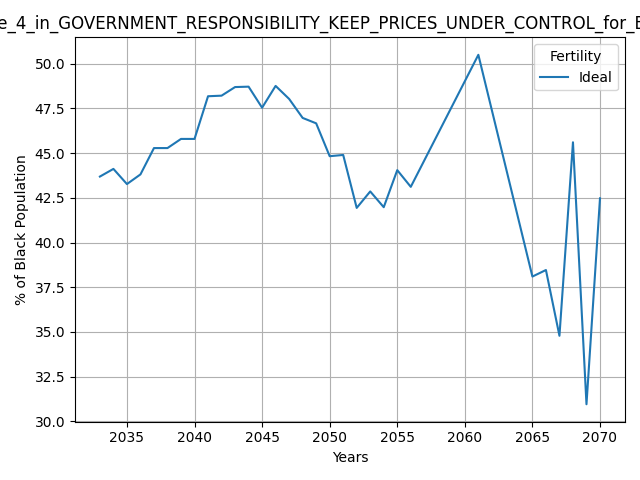 e_4_in_GOVERNMENT_RESPONSIBILITY_KEEP_PRICES_UNDER_CONTROL_for_
Fertility
Ideal
% of Black Population
50.0
47.5
45.0
42.5
40.0
37.5
35.0
32.5
30.0
2035 2040 2045 2050 2055 2060 2065 2070
Years